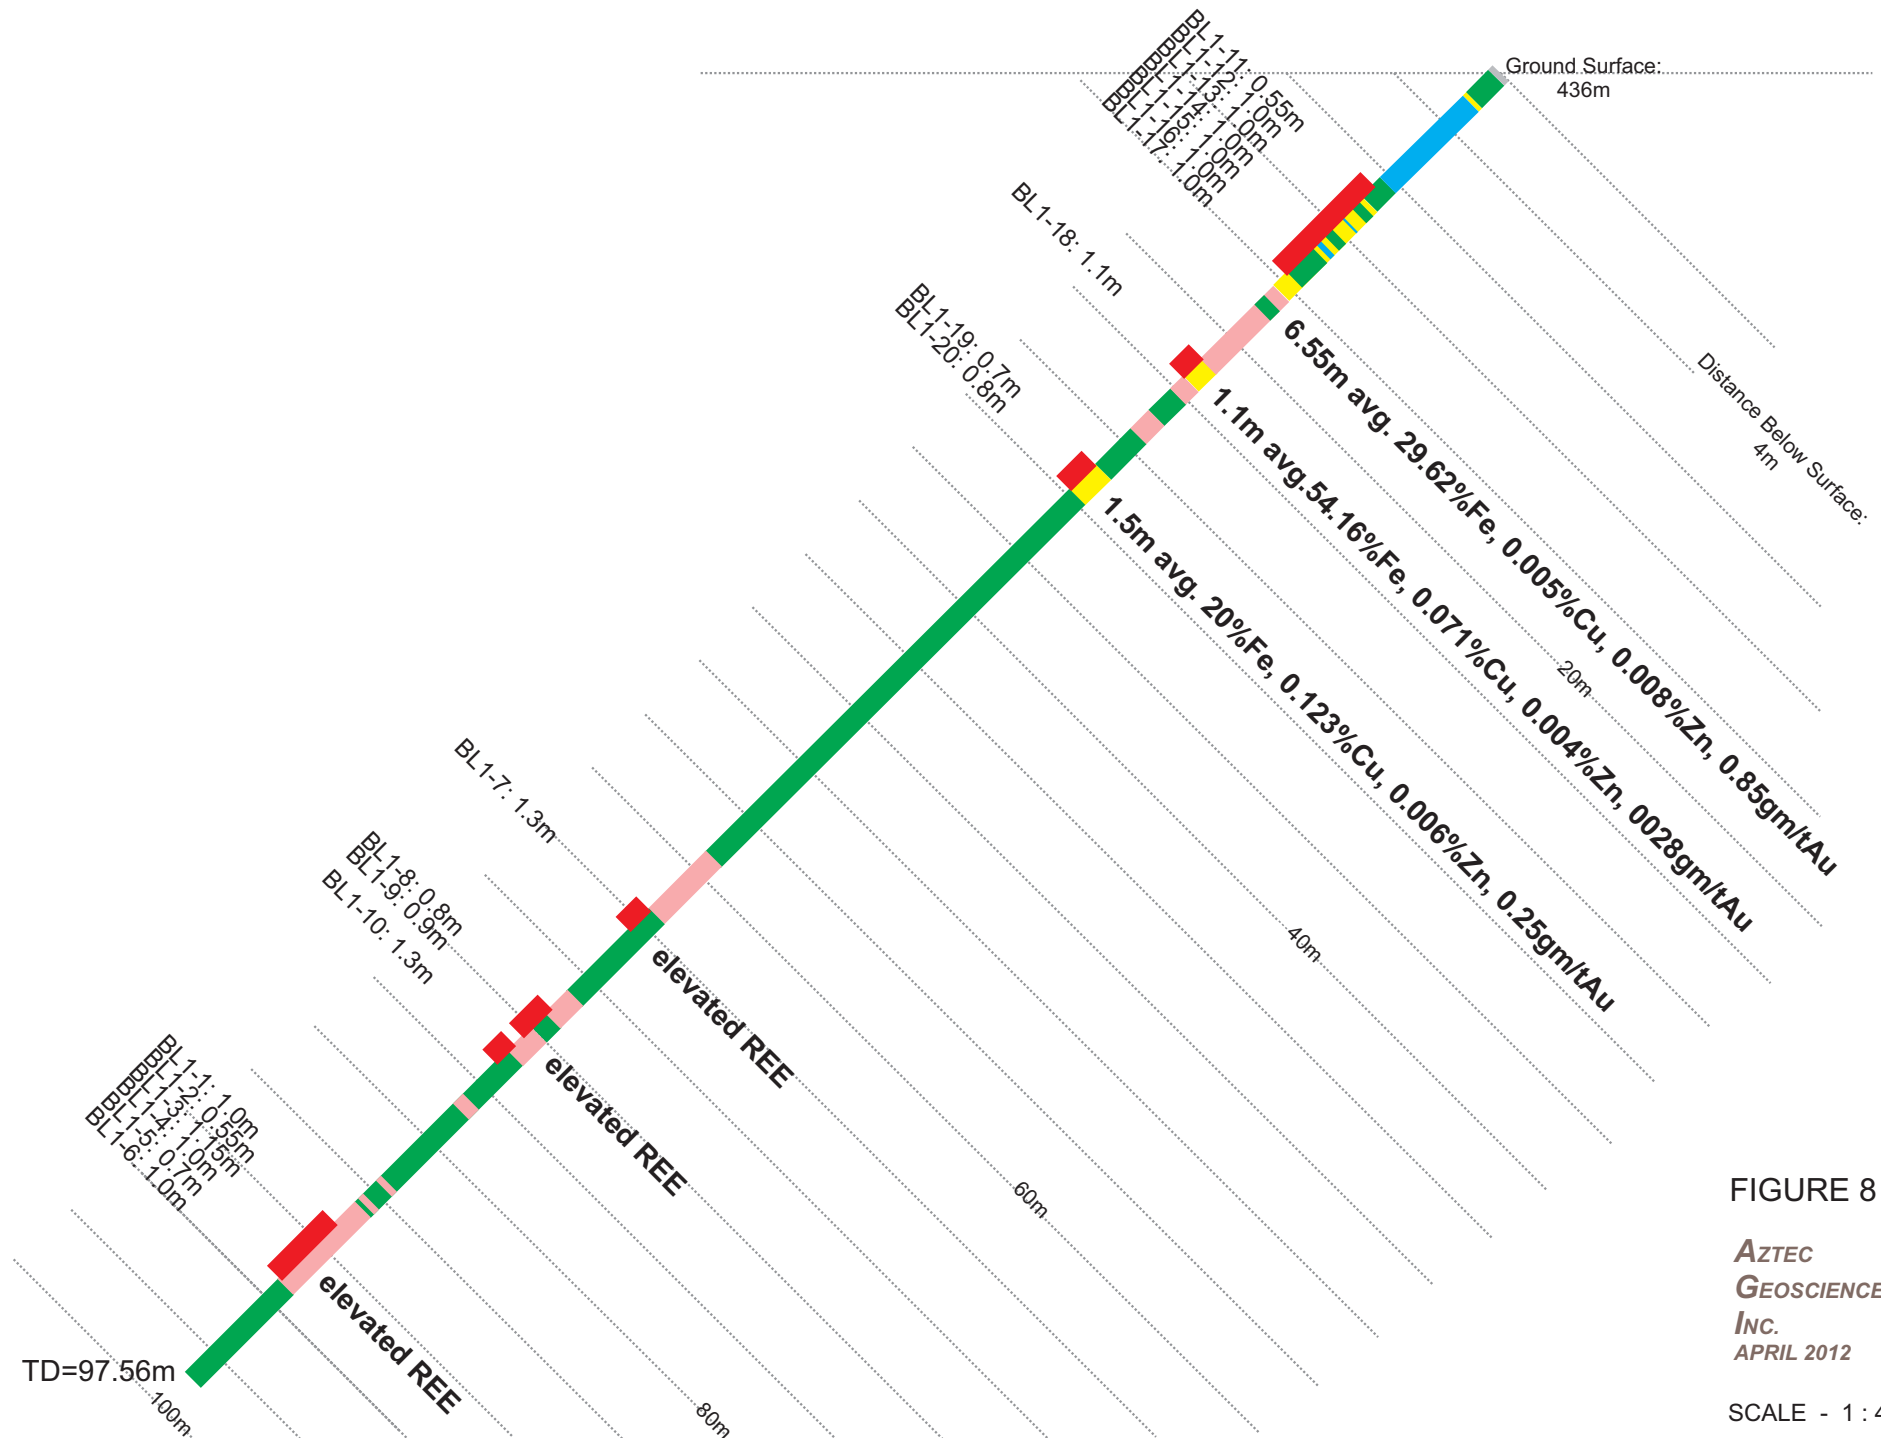 Ground Surface:
436m
BL1-11: 0.55m
BL1-12: 1.0m
BL1-13: 1.0m
BL1-14: 1.0m
BL1-15: 1.0m
BL1-16: 1.0m
BL1-17: 1.0m
BL1-18: 1.1m
BL1-19: 0.7m
BL1-20: 0.8m
Distance Below Surface:
4m
6.55m avg. 29.62%Fe, 0.005%Cu, 0.008%Zn, 0.85gm/tAu
1.1m avg.54.16%Fe, 0.071%Cu, 0.004%Zn, 0028gm/tAu
1.5m avg. 20%Fe, 0.123%Cu, 0.006%Zn, 0.25gm/tAu
20m
40m
BL1-7: 1.3m
BL1-8: 0.8m
BL1-9: 0.9m
BL1-10: 1.3m
elevated REE
elevated REE
60m
BL1-1: 1.0m
BL1-2: 0.55m
BL1-3: 1.15m
BL1-4: 1.0m
BL1-5: 0.7m
BL1-6: 1.0m
elevated REE
TD=97.56m
100m
80m
FIGURE 8
AZTEC
GEOSCIENCE
INC.
APRIL 2012
SCALE - 1 : 4